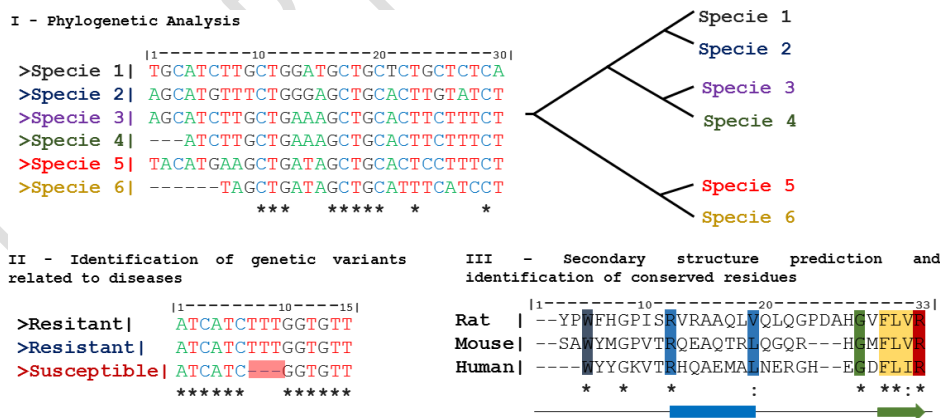 I - Phylogenetic Analysis
|1--------10--------20--------30|
>Specie 1| TGCATCTTGCTGGATGCTGCTCTGCTCTCA
>Specie 2| AGCATGTTTCTGGGAGCTGCACTTGTATCT
>Specie 3| AGCATCTTGCTGAAAGCTGCACTTCTTTCT
>Specie 4| ---ATCTTGCTGAAAGCTGCACTTCTTTCT
>Specie 5| TACATGAAGCTGATAGCTGCACTCCTTTCT
>Specie 6| ------TAGCTGATAGCTGCATTTCATCCT
*** ***** * *
Specie 1
Specie 2
Specie 3
Specie 4
Specie 5
Specie 6
II - Identification of genetic variants
related to diseases
|1--------10-----15|
>Resitant| ATCATCTTTGGTGTT
>Resistant| ATCATCTTTGGTGTT
>Susceptible| ATCATC---GGTGTT
****** ******
III – Secondary structure prediction and
identification of conserved residues
|1-----------------20-----------33|
Rat | --YPWFHGPISRVRAAQLVQLQGPDAHGVFLVR
Mouse | --SAWYMGPVTRQEAQTRLQGQR---HGMFLVR
Human| ---WYYGKVTRHQAEMALNERGH--EGDFLIR
* * * : * **:*